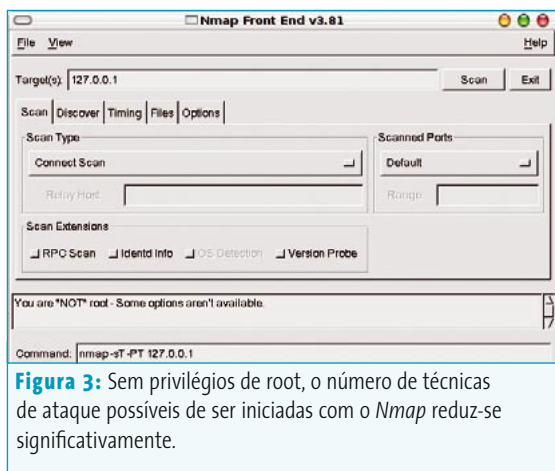 Nmap Front End v3.81
File View Help
Target(s): 127.0.0.1 Scan Exit
Scan Discover Timing Files Options
Scan Type Scanned Ports
Connect Scan Default
Relay Host: Range:
Scan Extensions
RPC Scan Identd Info OS Detection Version Probe
You are *NOT* root - Some options aren't available.
Command: nmap -sT -PT 127.0.0.1
Figura 3: Sem privilégios de root, o número de técnicas
de ataque possíveis de ser iniciadas com o Nmap reduz-se
significativamente.